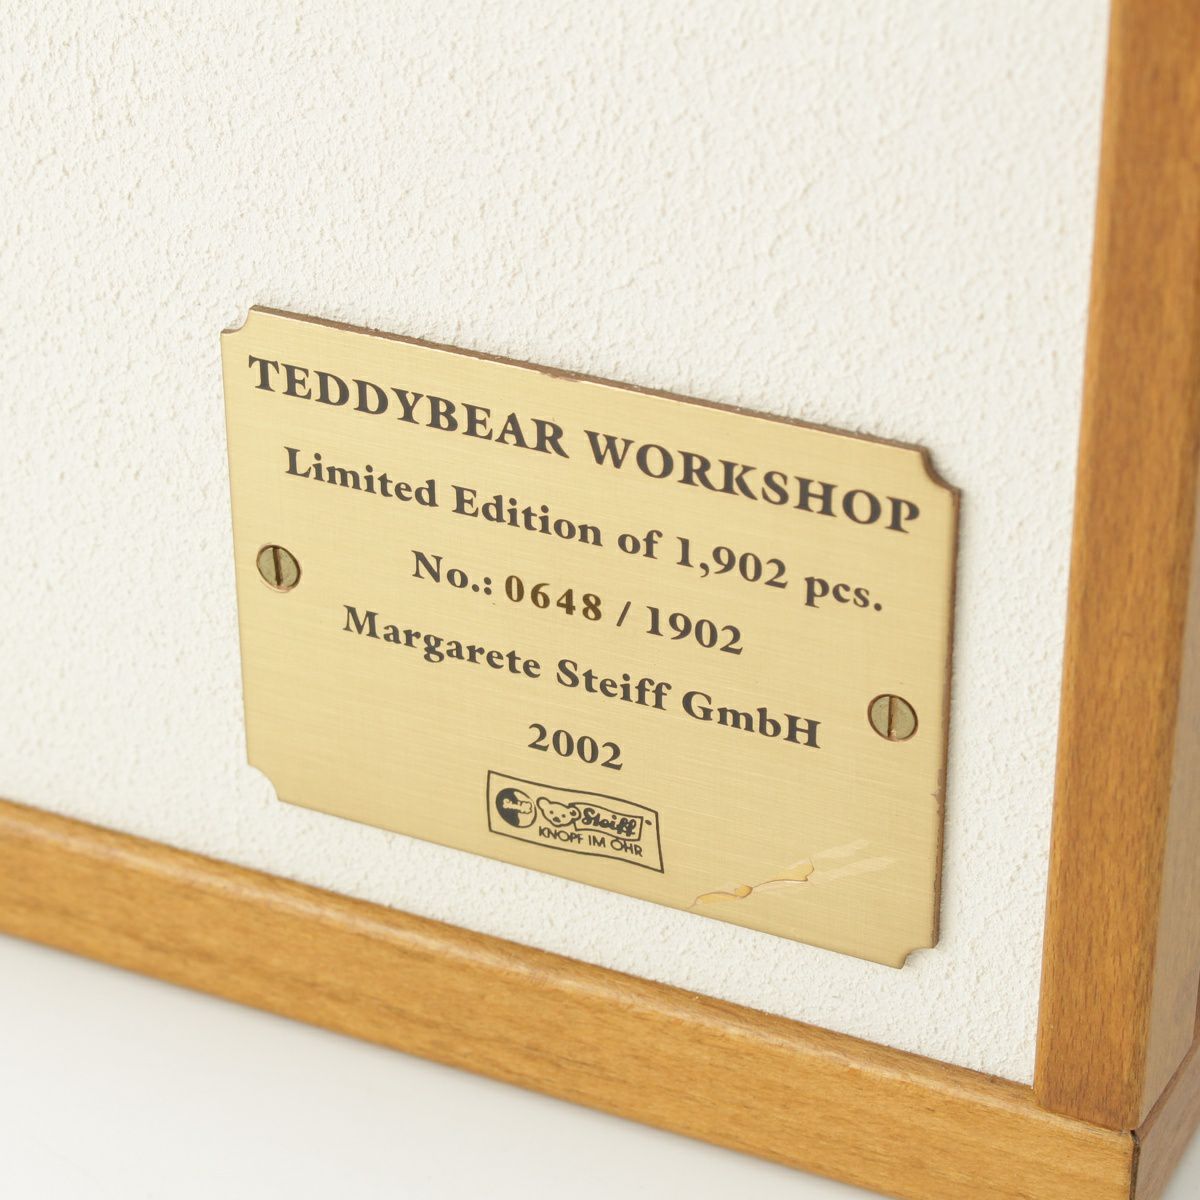 TEDDYBEAR WORKSHOP
Limited Edition of 1,902 pcs.
No.: 0648 / 1902
Margarete Steiff GmbH
2002
Steiff Steiff
KNOPF IM OHR